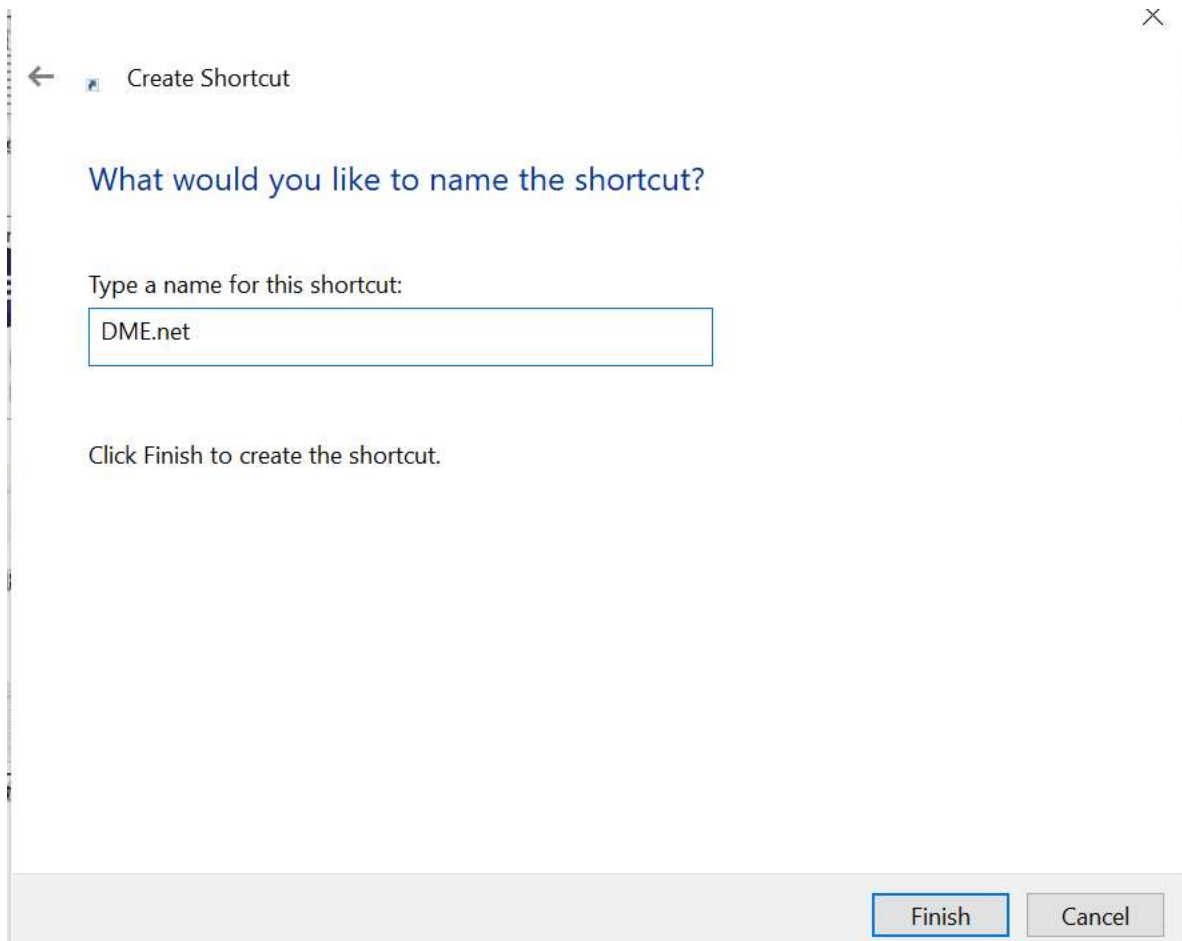 Create Shortcut
What would you like to name the shortcut?
Type a name for this shortcut:
DME.net
Click Finish to create the shortcut.
Finish
Cancel